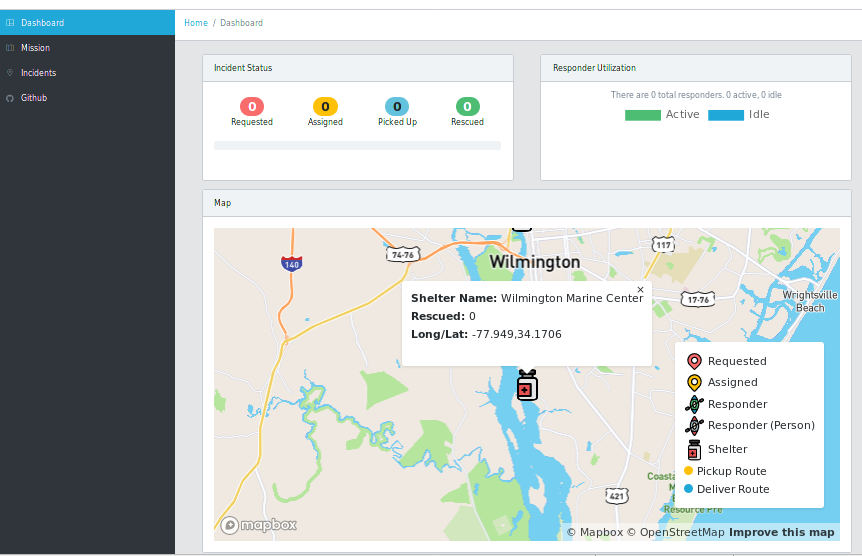 Dashboard
Mission
Incidents
Github
Home / Dashboard
Incident Status
0 0 0 0
Requested Assigned Picked Up Rescued
Responder Utilization
There are 0 total responders. 0 active, 0 idle
Active Idle
Map
140
74-76
117
17-76
421
Wilmington
Wrightsville
Beach
×
Shelter Name: Wilmington Marine Center
Rescued: 0
Long/Lat: -77.949,34.1706
Requested
Assigned
Responder
Responder (Person)
Shelter
Pickup Route
Deliver Route
Resource Pre
mapbox
© Mapbox © OpenStreetMap Improve this map